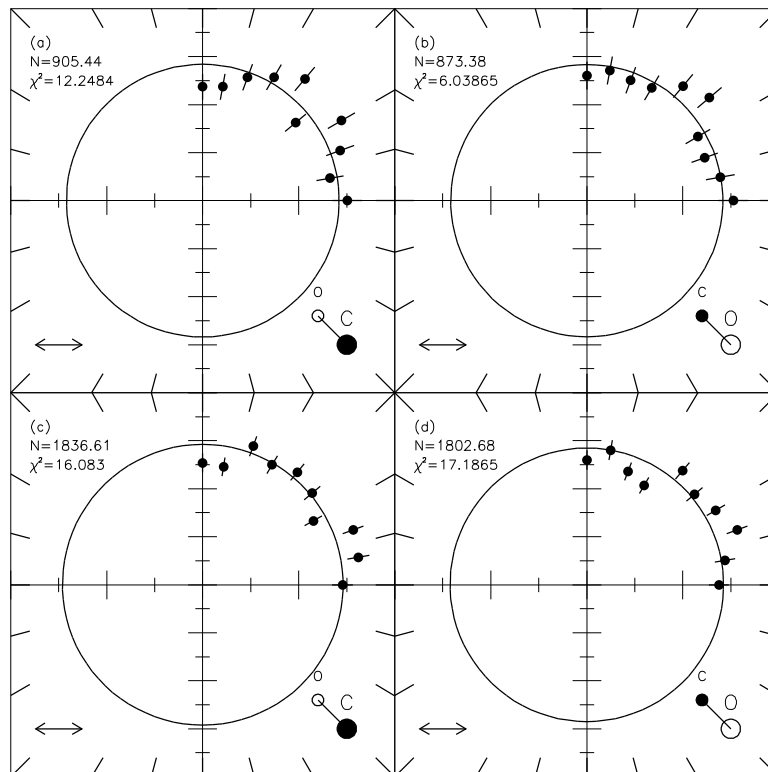 (a)
N=905.44
χ²=12.2484
O
C
(b)
N=873.38
χ²=6.03865
C
O
(c)
N=1836.61
χ²=16.083
O
C
(d)
N=1802.68
χ²=17.1865
C
O